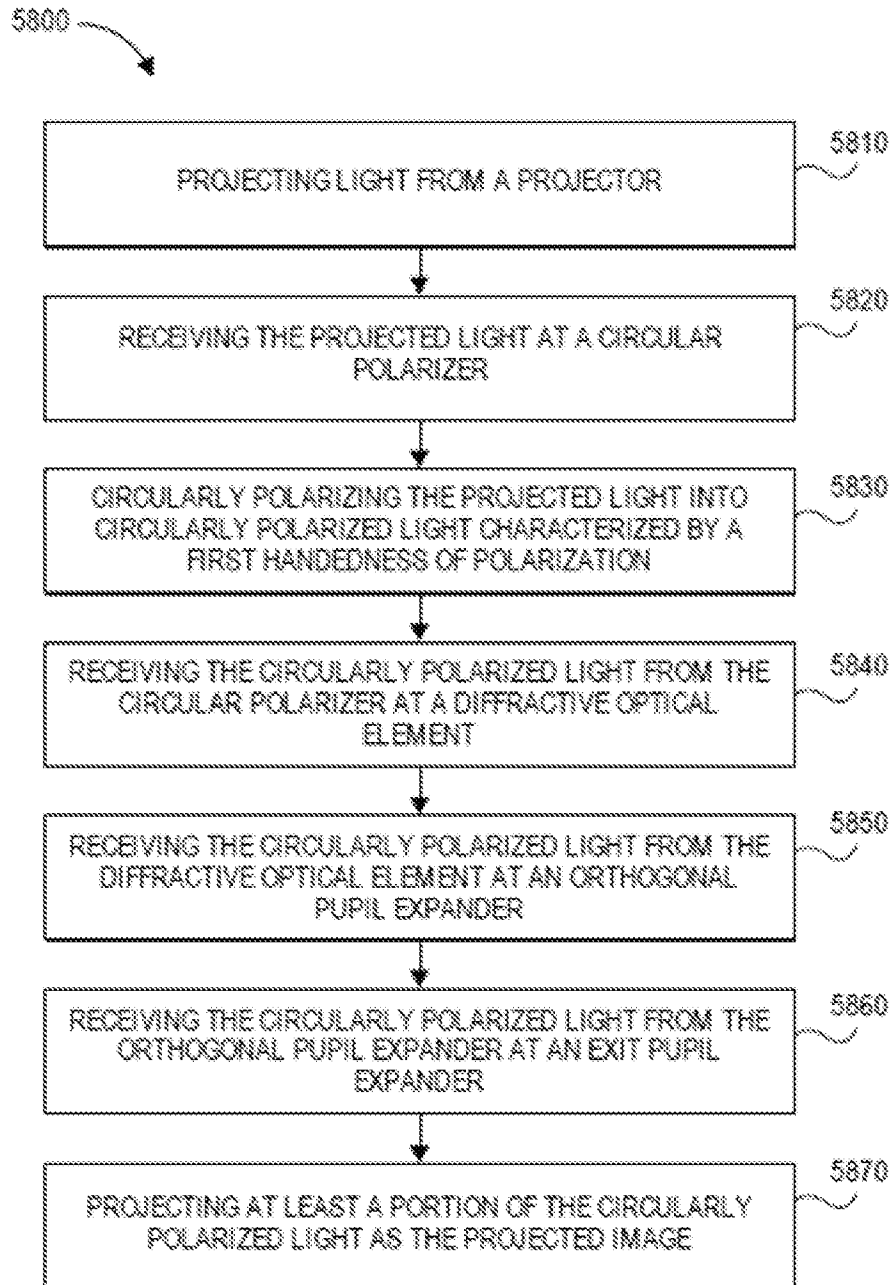 5800
PROJECTING LIGHT FROM A PROJECTOR
5810
RECEIVING THE PROJECTED LIGHT AT A CIRCULAR
POLARIZER
5820
CIRCULARLY POLARIZING THE PROJECTED LIGHT INTO
CIRCULARLY POLARIZED LIGHT CHARACTERIZED BY A
FIRST HANDEDNESS OF POLARIZATION
5830
RECEIVING THE CIRCULARLY POLARIZED LIGHT FROM THE
CIRCULAR POLARIZER AT A DIFFRACTIVE OPTICAL
ELEMENT
5840
RECEIVING THE CIRCULARLY POLARIZED LIGHT FROM THE
DIFFRACTIVE OPTICAL ELEMENT AT AN ORTHOGONAL
PUPIL EXPANDER
5850
RECEIVING THE CIRCULARLY POLARIZED LIGHT FROM THE
ORTHOGONAL PUPIL EXPANDER AT AN EXIT PUPIL
EXPANDER
5860
PROJECTING AT LEAST A PORTION OF THE CIRCULARLY
POLARIZED LIGHT AS THE PROJECTED IMAGE
5870